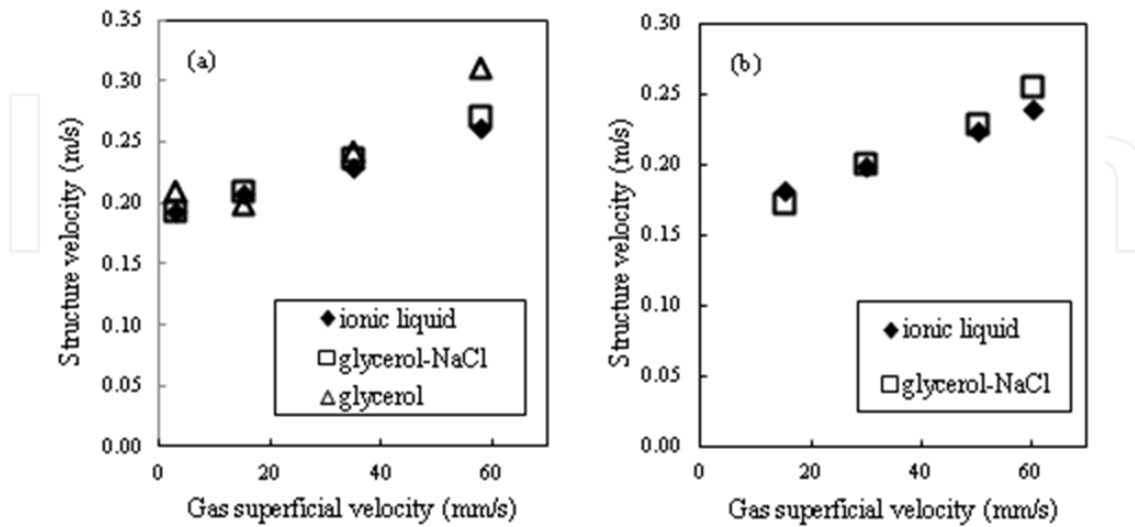 (a)
Structure velocity (m/s)
0.35
0.30
0.25
0.20
0.15
0.10
0.05
0.00
ionic liquid
glycerol-NaCl
glycerol
0 20 40 60
Gas superficial velocity (mm/s)
(b)
Structure velocity (m/s)
0.30
0.25
0.20
0.15
0.10
0.05
0.00
ionic liquid
glycerol-NaCl
0 20 40 60
Gas superficial velocity (mm/s)